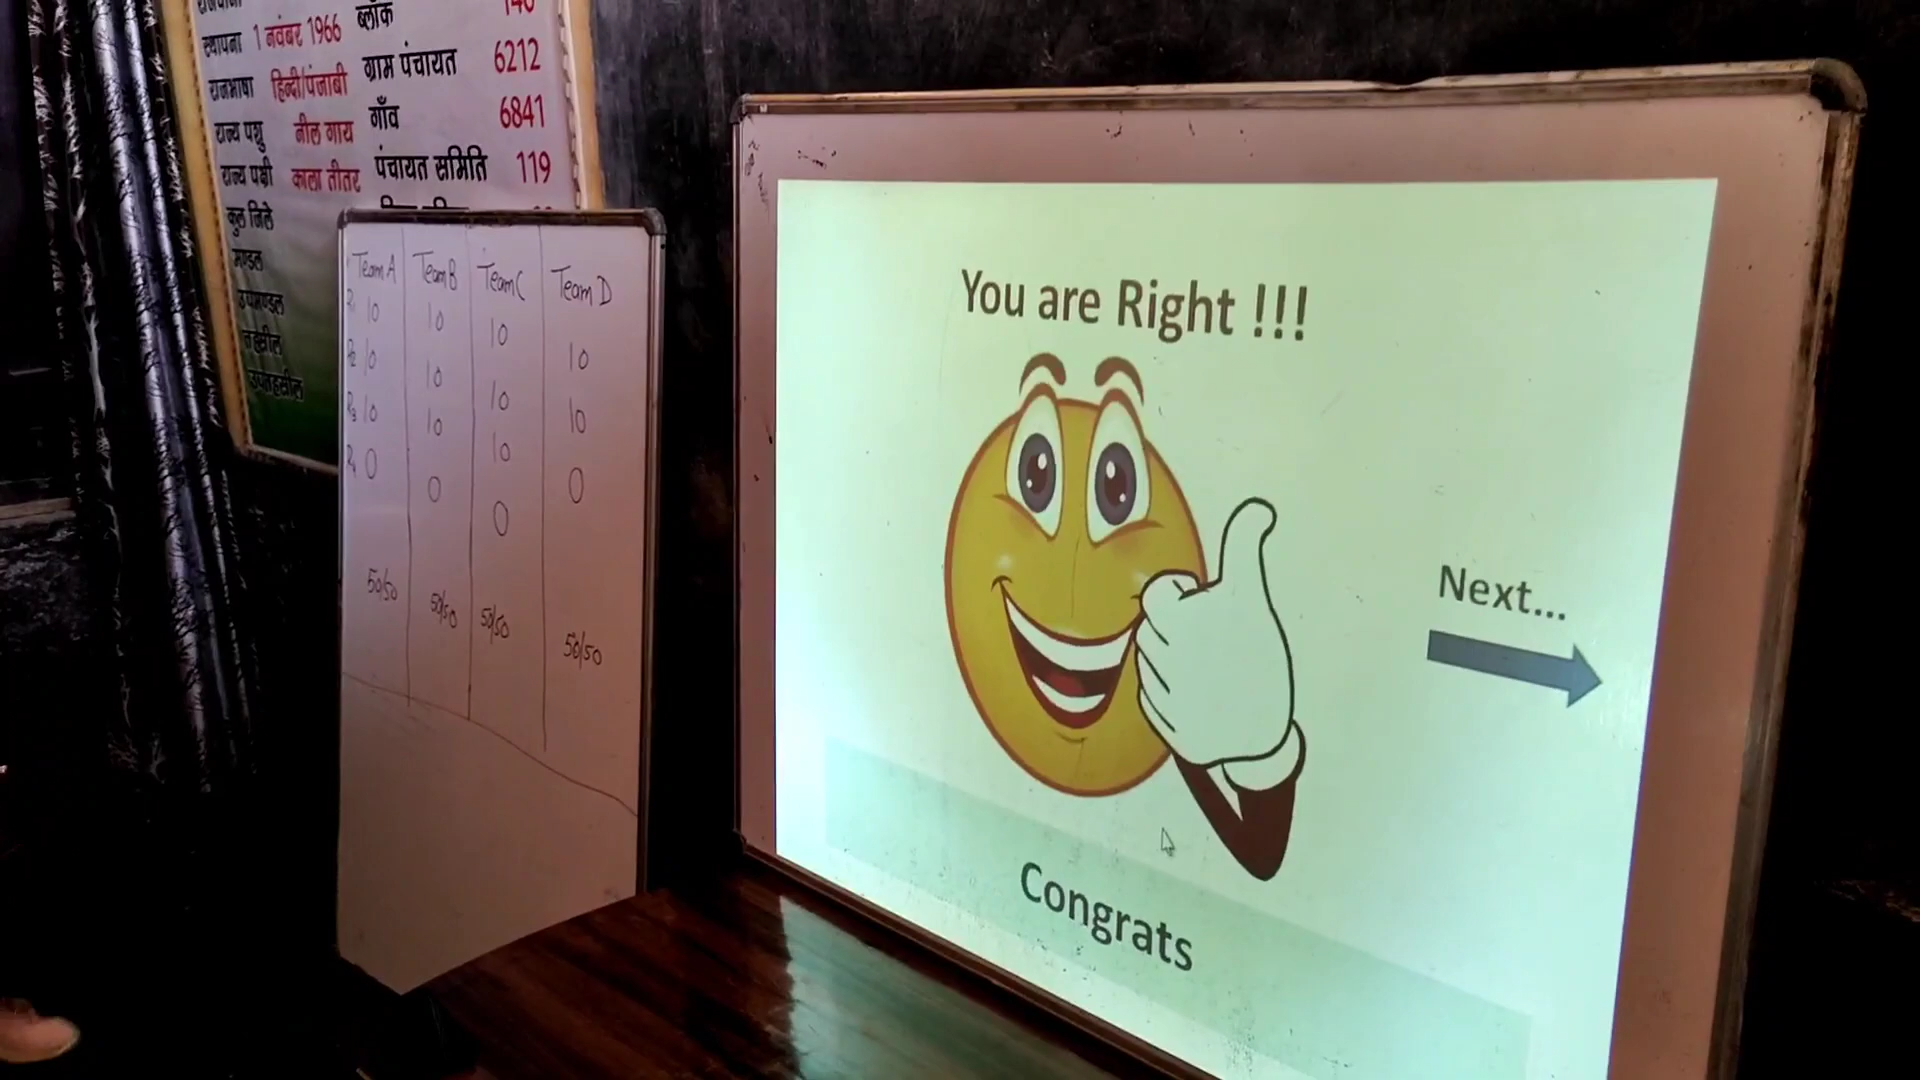 स्थापना 1 नवंबर 1966 ब्लॉक 140
राजभाषा हिन्दी/पंजाबी ग्राम पंचायत 6212
राज्य पशु नील गाय गाँव 6841
राज्य पक्षी काला तीतर पंचायत समिति 119
कुल जिले
मण्डल
उपमण्डल
तहसील
उपतहसील
Team A Team B Team C Team D
R1 10 10 10 10
R2 10 10 10 10
R3 10 10 10
R4 0 0 0 0
50/50 50/50 50/50 50/50
You are Right !!!
Next...
Congrats